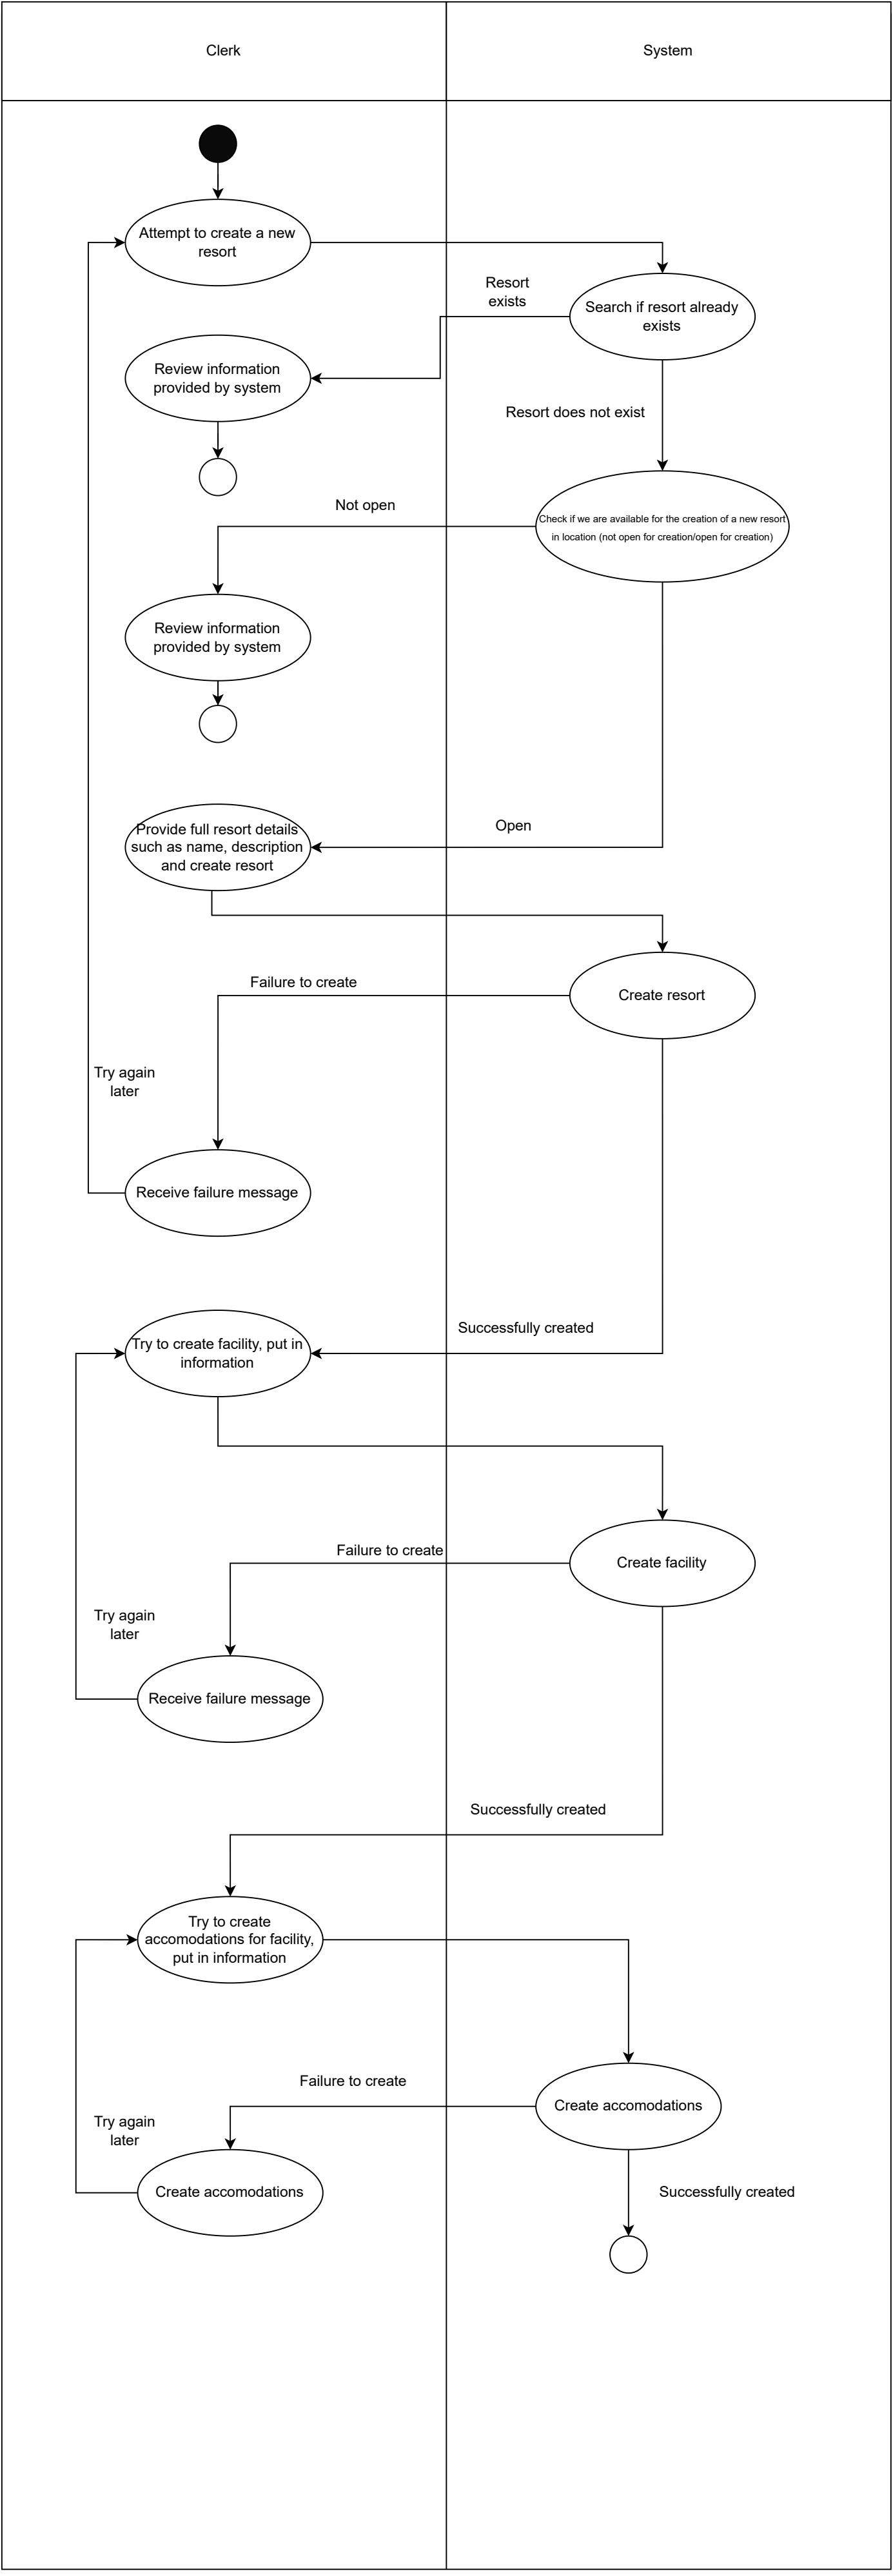 Clerk
System
Attempt to create a new
resort
Resort
exists
Search if resort already
exists
Review information
provided by system
Resort does not exist
Not open
Check if we are available for the creation of a new resort
in location (not open for creation/open for creation)
Review information
provided by system
Provide full resort details
such as name, description
and create resort
Open
Failure to create
Create resort
Try again
later
Receive failure message
Successfully created
Try to create facility, put in
information
Failure to create
Create facility
Try again
later
Receive failure message
Successfully created
Try to create
accomodations for facility,
put in information
Failure to create
Create accomodations
Try again
later
Create accomodations
Successfully created